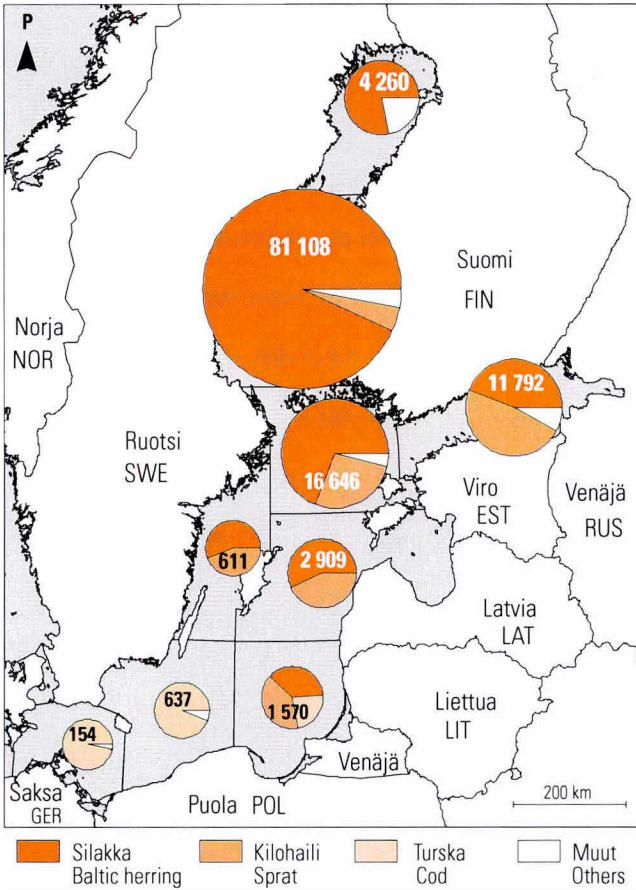 P
4 260
81 108
Suomi
FIN
Norja
NOR
11 792
Ruotsi
SWE
16 646
Viro
EST
Venäjä
RUS
611
2 909
Latvia
LAT
637
1 570
Liettua
LIT
154
Venäjä
Saksa
GER
Puola POL
200 km
Silakka
Baltic herring
Kilohaili
Sprat
Turska
Cod
Muut
Others